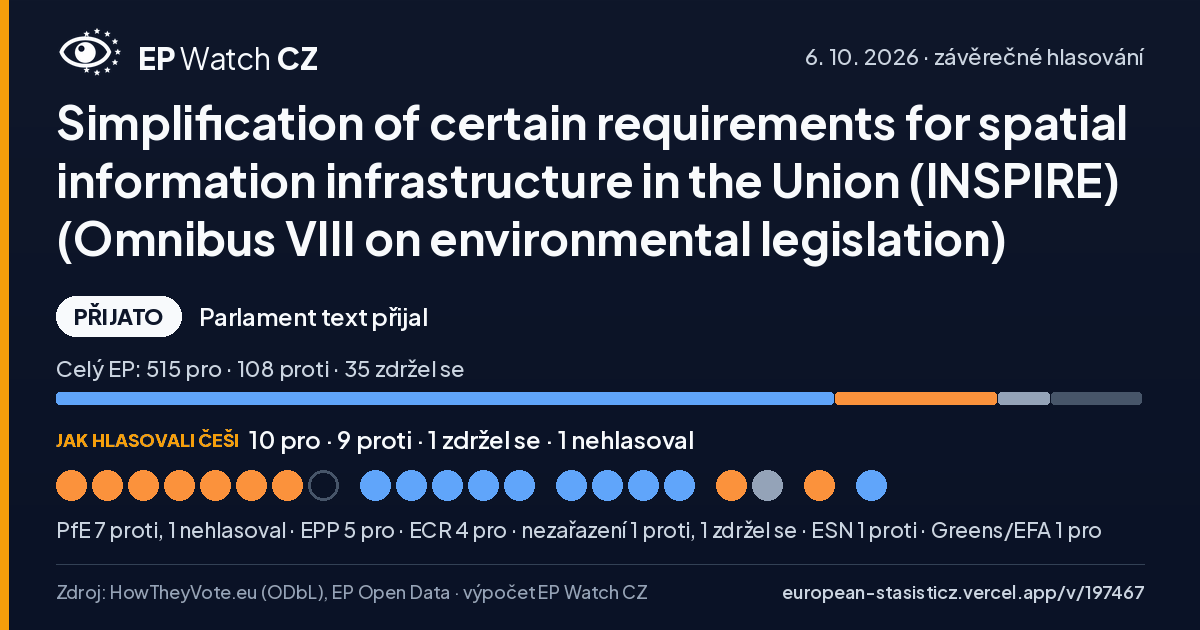 EP Watch CZ
6. 10. 2026 · závěrečné hlasování
Simplification of certain requirements for spatial
information infrastructure in the Union (INSPIRE)
(Omnibus VIII on environmental legislation)
PŘIJATO Parlament text přijal
Celý EP: 515 pro · 108 proti · 35 zdržel se
JAK HLASOVALI ČEŠI 10 pro · 9 proti · 1 zdržel se · 1 nehlasoval
PfE 7 proti, 1 nehlasoval · EPP 5 pro · ECR 4 pro · nezařazení 1 proti, 1 zdržel se · ESN 1 proti · Greens/EFA 1 pro
Zdroj: HowTheyVote.eu (ODbL), EP Open Data · výpočet EP Watch CZ
european-stasisticz.vercel.app/v/197467